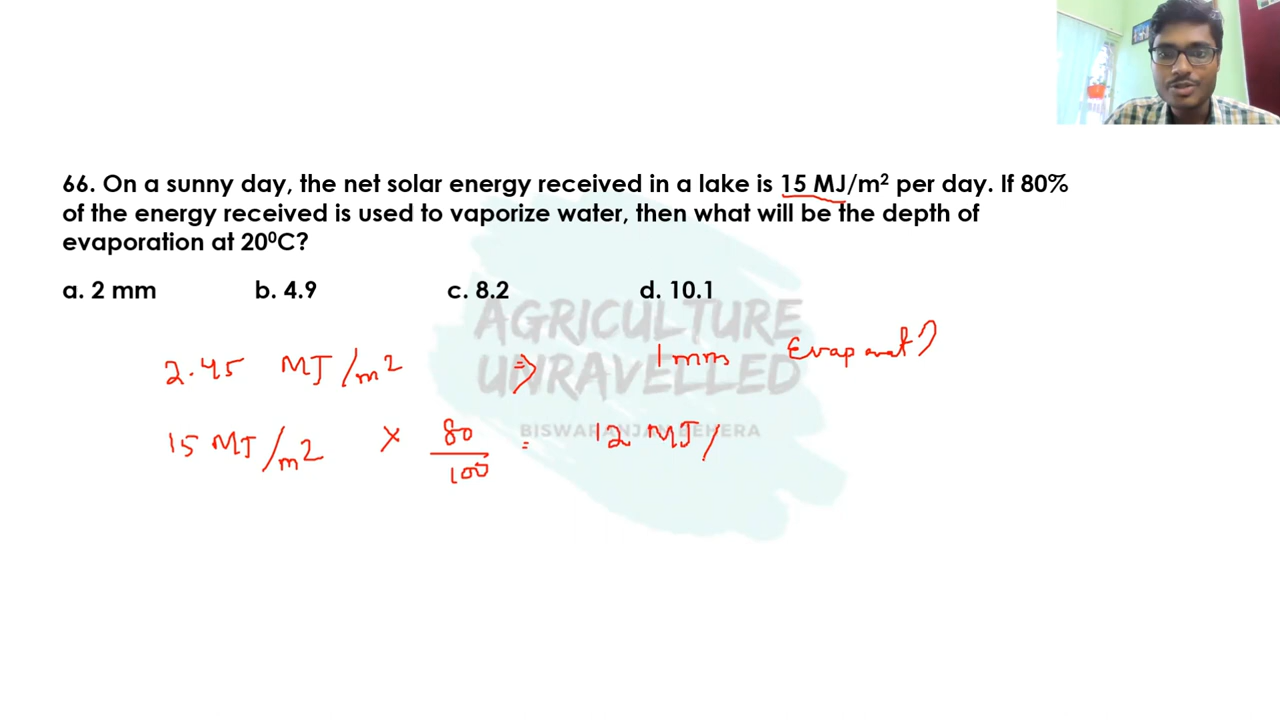 66. On a sunny day, the net solar energy received in a lake is 15 MJ/m² per day. If 80%
of the energy received is used to vaporize water, then what will be the depth of
evaporation at 20⁰C?
a. 2 mm b. 4.9 c. 8.2 d. 10.1
AGRICULTURE
UNRAVELLED
BISWARANJAN BEHERA
2.45 MJ/m2 ⇒ 1mm
15 MJ/m2 × 80/100 = 12 MJ/